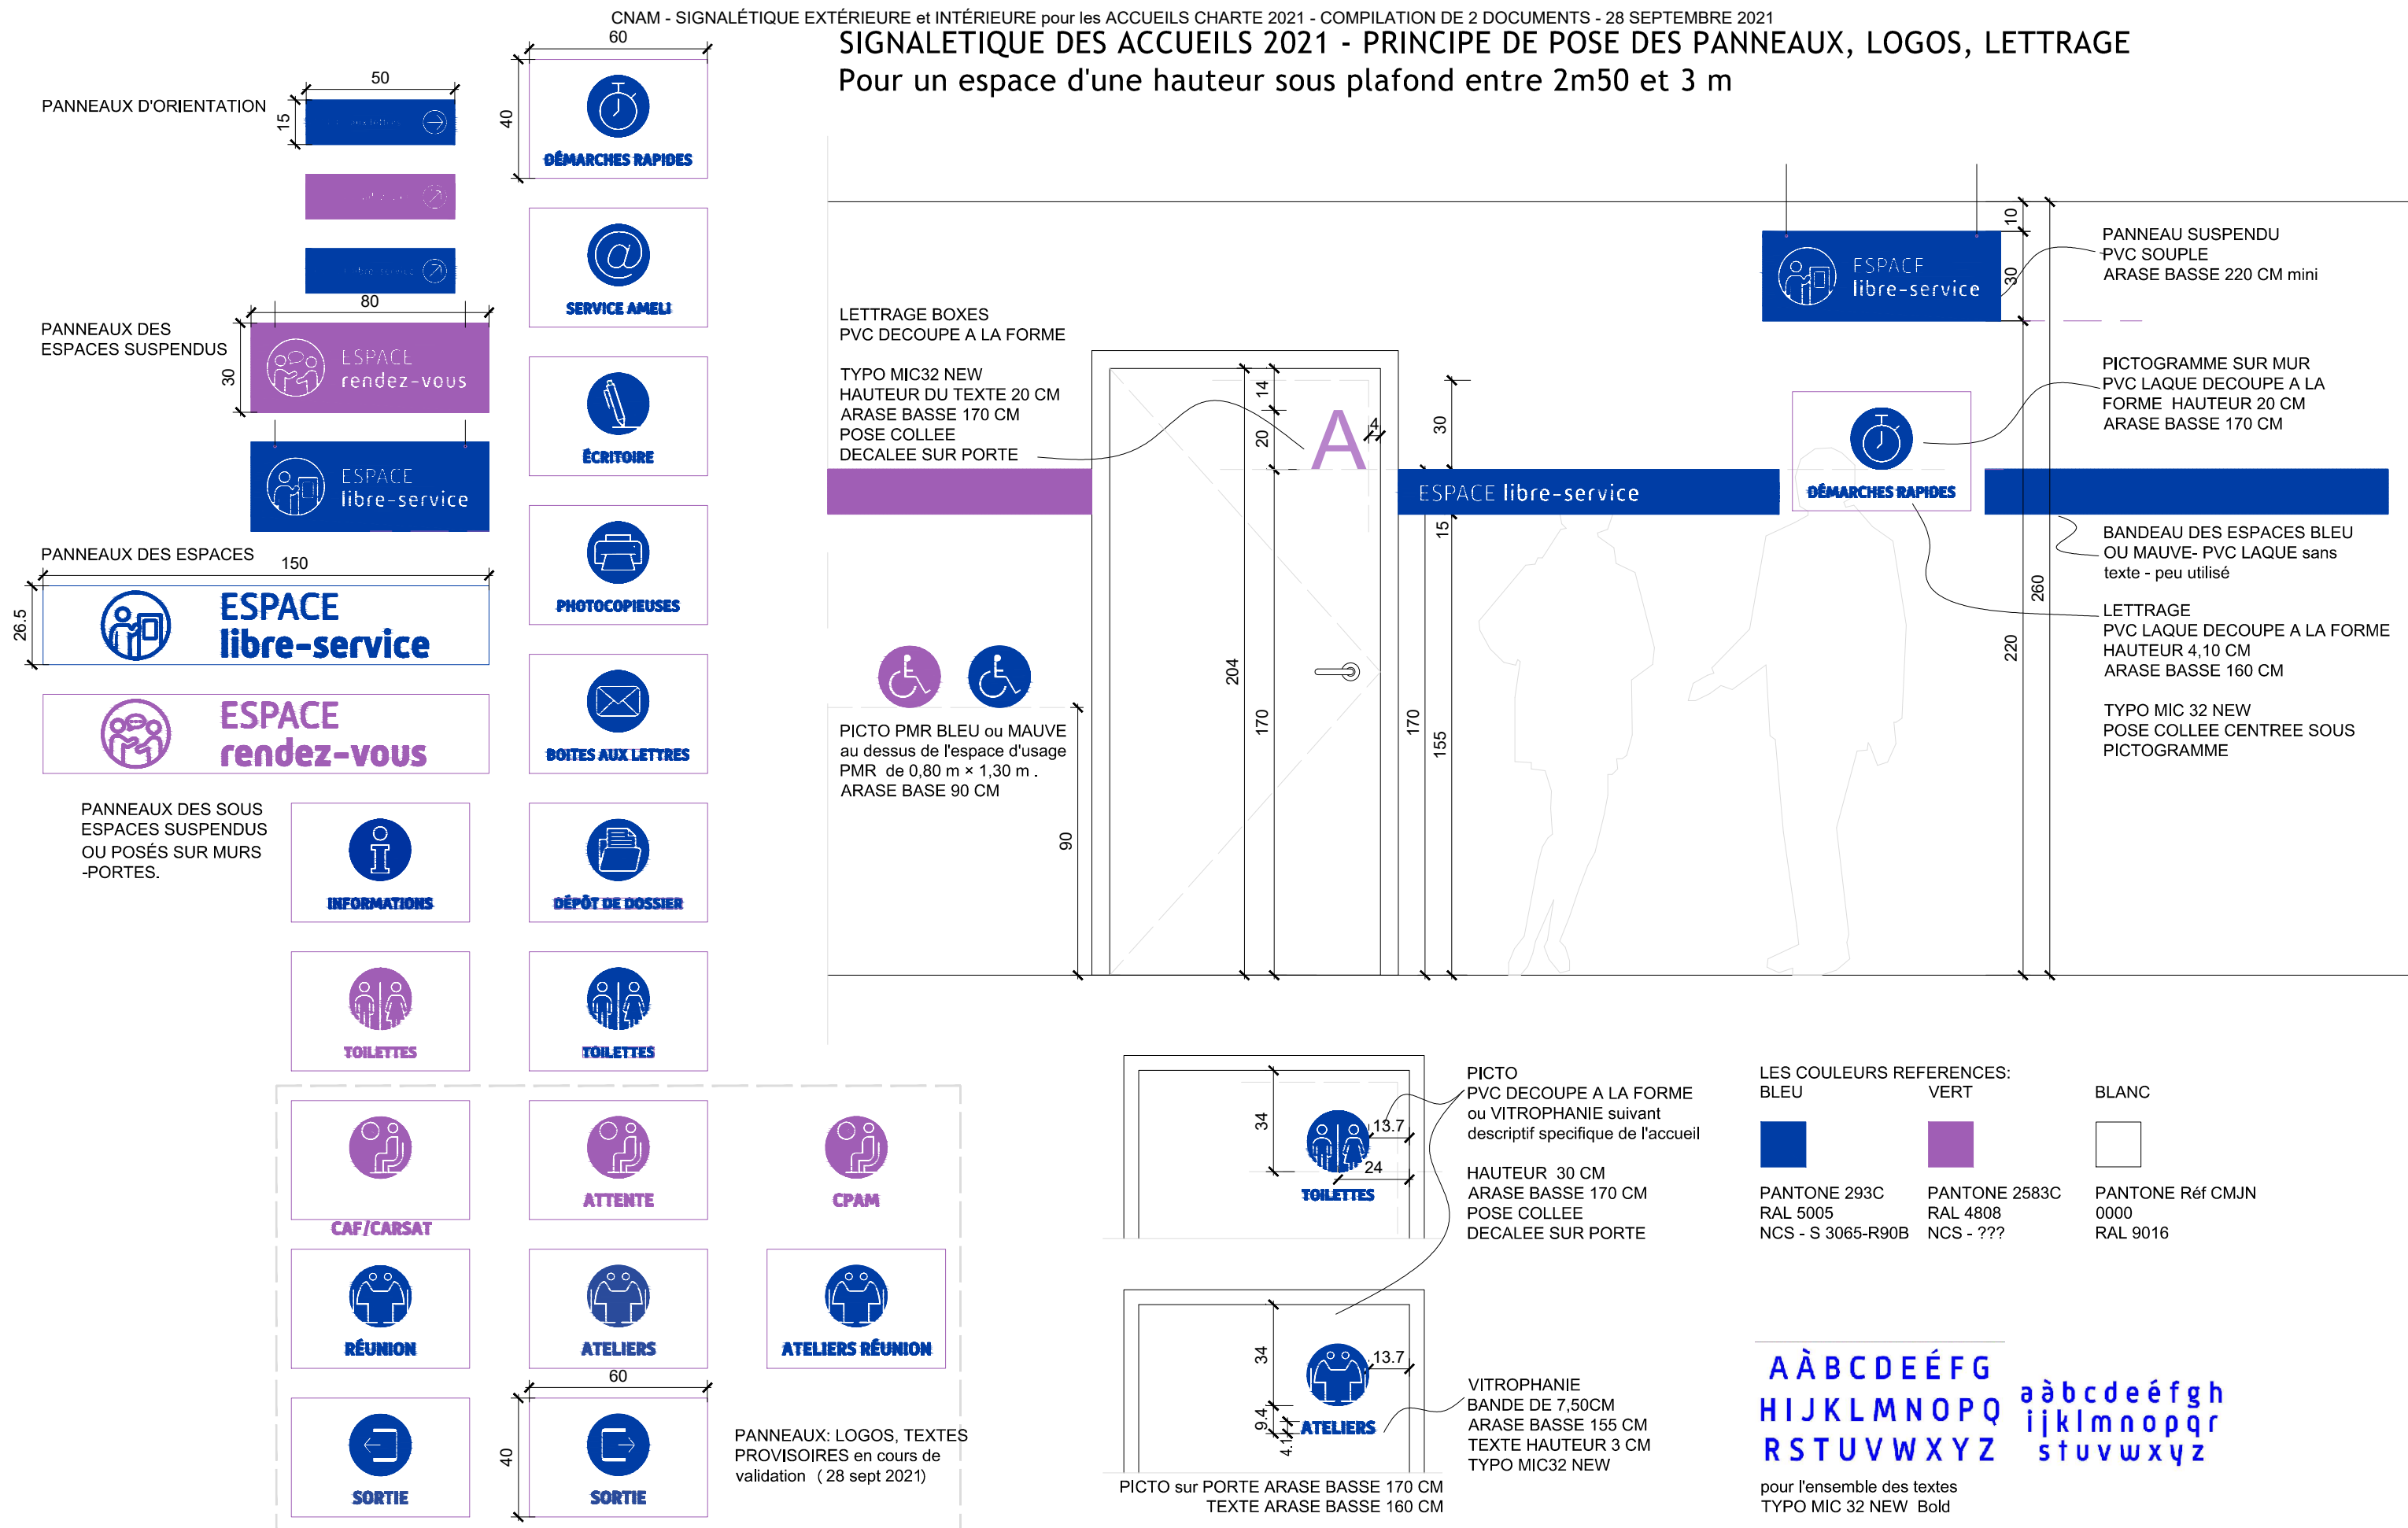 CNAM - SIGNALÉTIQUE EXTÉRIEURE et INTÉRIEURE pour les ACCUEILS CHARTE 2021 - COMPILATION DE 2 DOCUMENTS - 28 SEPTEMBRE 2021
SIGNALETIQUE DES ACCUEILS 2021 - PRINCIPE DE POSE DES PANNEAUX, LOGOS, LETTRAGE
Pour un espace d'une hauteur sous plafond entre 2m50 et 3 m
PANNEAUX D'ORIENTATION
50
15
PANNEAUX DES
ESPACES SUSPENDUS
80
30
ESPACE
rendez-vous
ESPACE
libre-service
PANNEAUX DES ESPACES
150
26.5
ESPACE
libre-service
ESPACE
rendez-vous
PANNEAUX DES SOUS
ESPACES SUSPENDUS
OU POSÉS SUR MURS
-PORTES.
INFORMATIONS
TOILETTES
60
40
DÉMARCHES RAPIDES
@
SERVICE AMELI
ÉCRITOIRE
PHOTOCOPIEUSES
BOITES AUX LETTRES
DÉPÔT DE DOSSIER
TOILETTES
CAF/CARSAT
ATTENTE
CPAM
RÉUNION
ATELIERS
ATELIERS RÉUNION
60
40
SORTIE
SORTIE
PANNEAUX: LOGOS, TEXTES
PROVISOIRES en cours de
validation ( 28 sept 2021)
LETTRAGE BOXES
PVC DECOUPE A LA FORME
TYPO MIC32 NEW
HAUTEUR DU TEXTE 20 CM
ARASE BASSE 170 CM
POSE COLLEE
DECALEE SUR PORTE
PICTO PMR BLEU ou MAUVE
au dessus de l'espace d'usage
PMR de 0,80 m × 1,30 m .
ARASE BASE 90 CM
90
204
14
20
170
A
4
30
15
170
155
ESPACE libre-service
ESPACE
libre-service
DÉMARCHES RAPIDES
10
30
220
260
PANNEAU SUSPENDU
PVC SOUPLE
ARASE BASSE 220 CM mini
PICTOGRAMME SUR MUR
PVC LAQUE DECOUPE A LA
FORME HAUTEUR 20 CM
ARASE BASSE 170 CM
BANDEAU DES ESPACES BLEU
OU MAUVE- PVC LAQUE sans
texte - peu utilisé
LETTRAGE
PVC LAQUE DECOUPE A LA FORME
HAUTEUR 4,10 CM
ARASE BASSE 160 CM
TYPO MIC 32 NEW
POSE COLLEE CENTREE SOUS
PICTOGRAMME
34
13.7
24
TOILETTES
PICTO
PVC DECOUPE A LA FORME
ou VITROPHANIE suivant
descriptif specifique de l'accueil
HAUTEUR 30 CM
ARASE BASSE 170 CM
POSE COLLEE
DECALEE SUR PORTE
34
13.7
9.4
4.1
ATELIERS
VITROPHANIE
BANDE DE 7,50CM
ARASE BASSE 155 CM
TEXTE HAUTEUR 3 CM
TYPO MIC32 NEW
PICTO sur PORTE ARASE BASSE 170 CM
TEXTE ARASE BASSE 160 CM
LES COULEURS REFERENCES:
BLEU VERT BLANC
PANTONE 293C PANTONE 2583C PANTONE Réf CMJN
RAL 5005 RAL 4808 0000
NCS - S 3065-R90B NCS - ??? RAL 9016
AÀBCDEÉFG
HIJKLMNOPQ
RSTUVWXYZ
aàbcdeéfgh
ijklmnopqr
stuvwxyz
pour l'ensemble des textes
TYPO MIC 32 NEW Bold